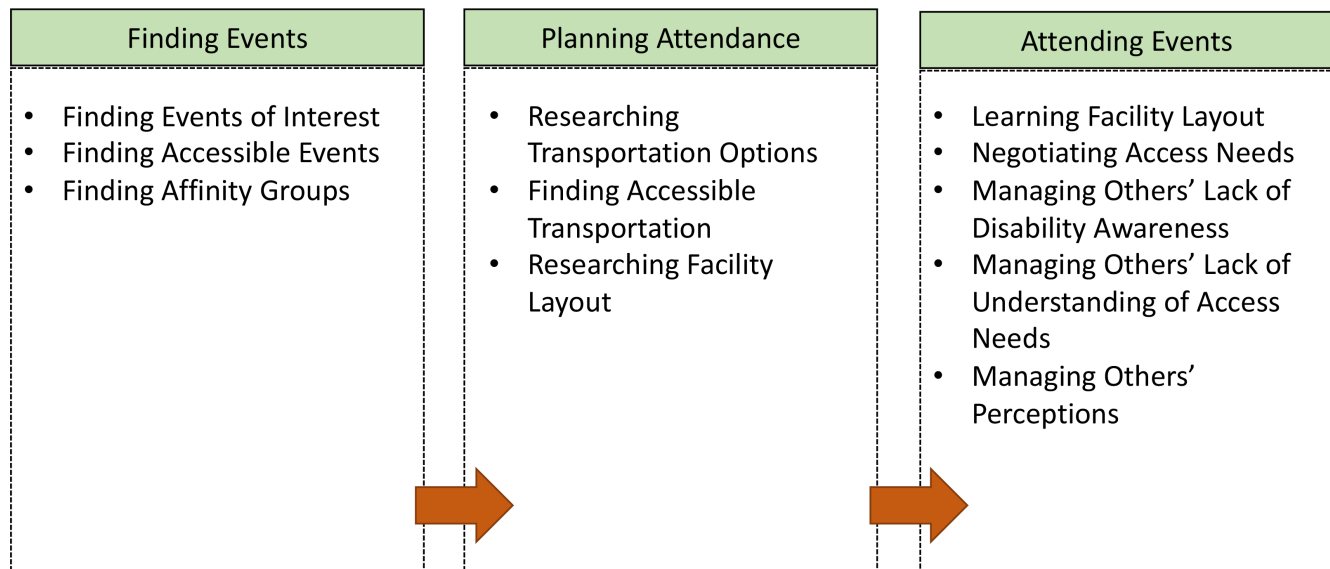 Finding Events
• Finding Events of Interest
• Finding Accessible Events
• Finding Affinity Groups
Planning Attendance
• Researching
Transportation Options
• Finding Accessible
Transportation
• Researching Facility
Layout
Attending Events
• Learning Facility Layout
• Negotiating Access Needs
• Managing Others’ Lack of
Disability Awareness
• Managing Others’ Lack of
Understanding of Access
Needs
• Managing Others’
Perceptions